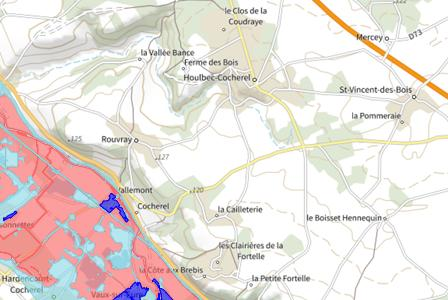 le Clos de la
Coudraye
Mercey
D73
la Vallée Bance
Ferme des Bois
Houlbec-Cocherel
St-Vincent-des-Bois
la Pommeraie
125
Rouvray
127
120
Cocherel
la Cailleterie
le Boisset Hennequin
les Clairières de la
Fortelle
la Côte aux Brebis
la Petite Fortelle
Cocherel